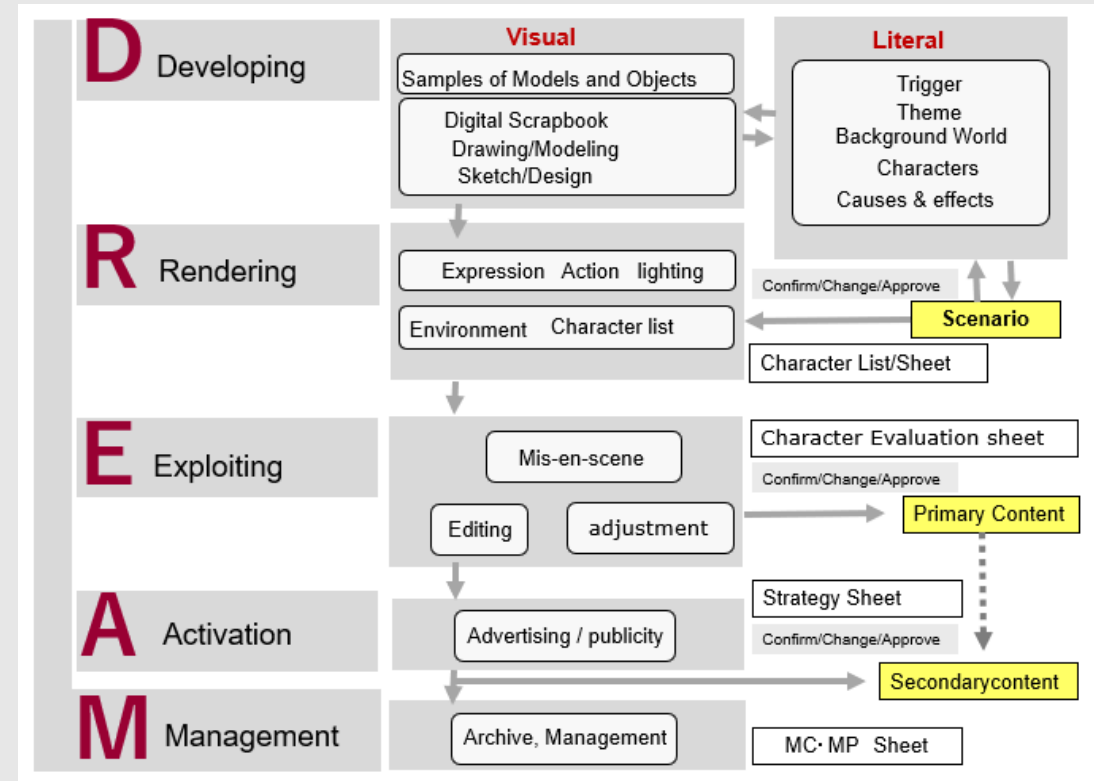 D Developing
Visual
Samples of Models and Objects
Digital Scrapbook
Drawing/Modeling
Sketch/Design
Literal
Trigger
Theme
Background World
Characters
Causes & effects
R Rendering
Expression Action lighting
Environment Character list
Confirm/Change/Approve
Scenario
Character List/Sheet
E Exploiting
Mis-en-scene
Editing
adjustment
Character Evaluation sheet
Confirm/Change/Approve
Primary Content
A Activation
Advertising / publicity
Strategy Sheet
Confirm/Change/Approve
Secondarycontent
M Management
Archive, Management
MC・MP Sheet